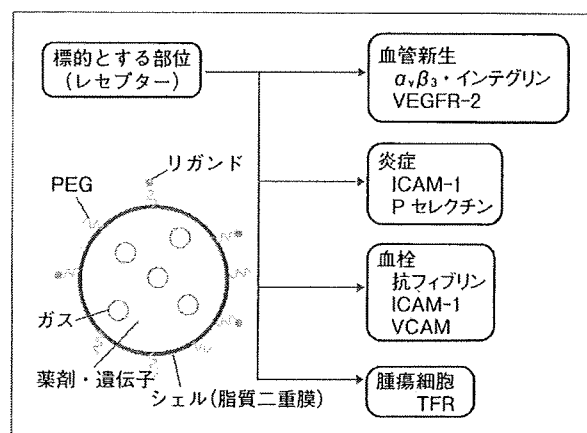 標的とする部位
(レセプター)
血管新生
αvβ3・インテグリン
VEGFR-2
炎症
ICAM-1
P セレクチン
血栓
抗フィブリン
ICAM-1
VCAM
腫瘍細胞
TFR
リガンド
PEG
ガス
薬剤・遺伝子
シェル(脂質二重膜)